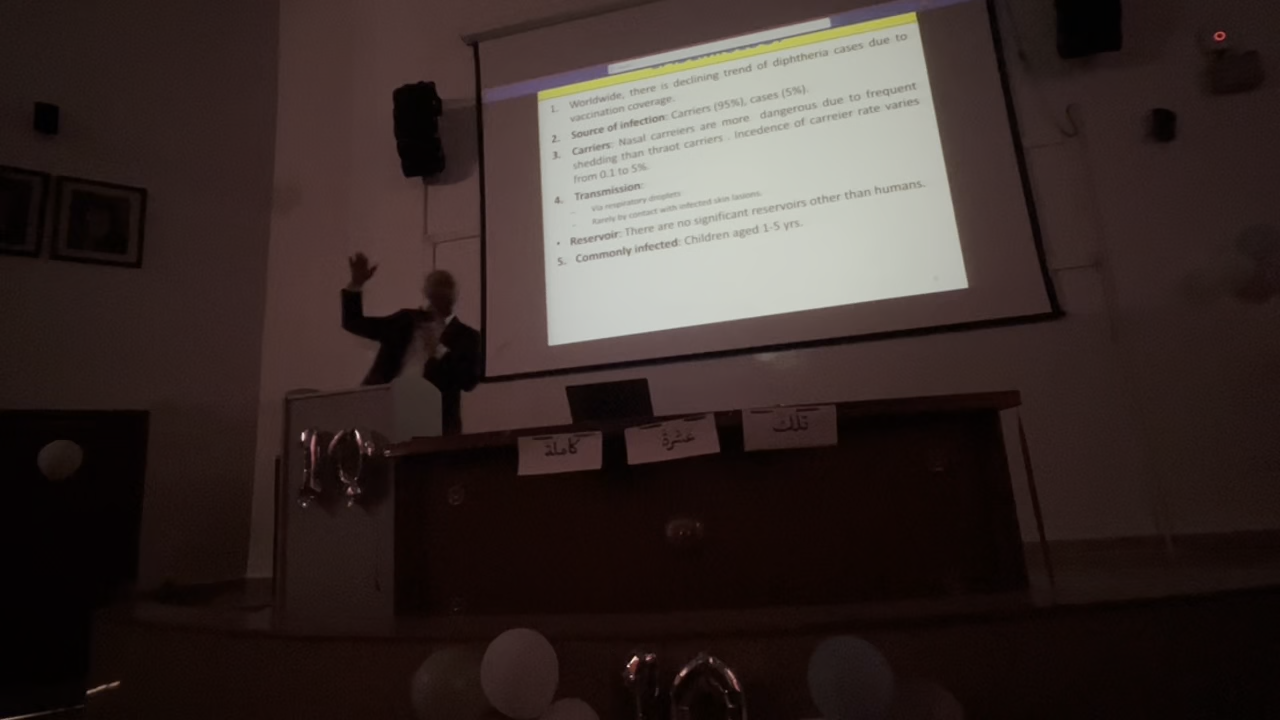 1. Worldwide, there is declining trend of diphtheria cases due to
vaccination coverage.
2. Source of infection: Carriers (95%), cases (5%).
3. Carriers: Nasal carreiers are more dangerous due to frequent
shedding than thraot carriers . Incedence of carreier rate varies
from 0.1 to 5%.
4. Transmission:
- Via respiratory droplets
- Rarely by contact with infected skin lesions.
• Reservoir: There are no significant reservoirs other than humans.
5. Commonly infected: Children aged 1-5 yrs.
تلك عشرة كاملة
10
10